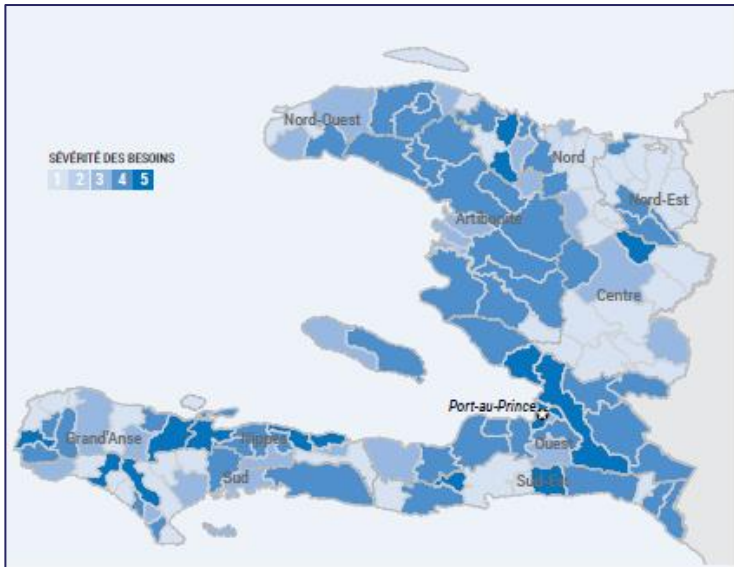 Nord-Ouest
SÉVÉRITÉ DES BESOINS
1 2 3 4 5
Nord
Nord-Est
Artibonite
Centre
Port-au-Prince
Grand'Anse
Nippes
Ouest
Sud
Sud-Est